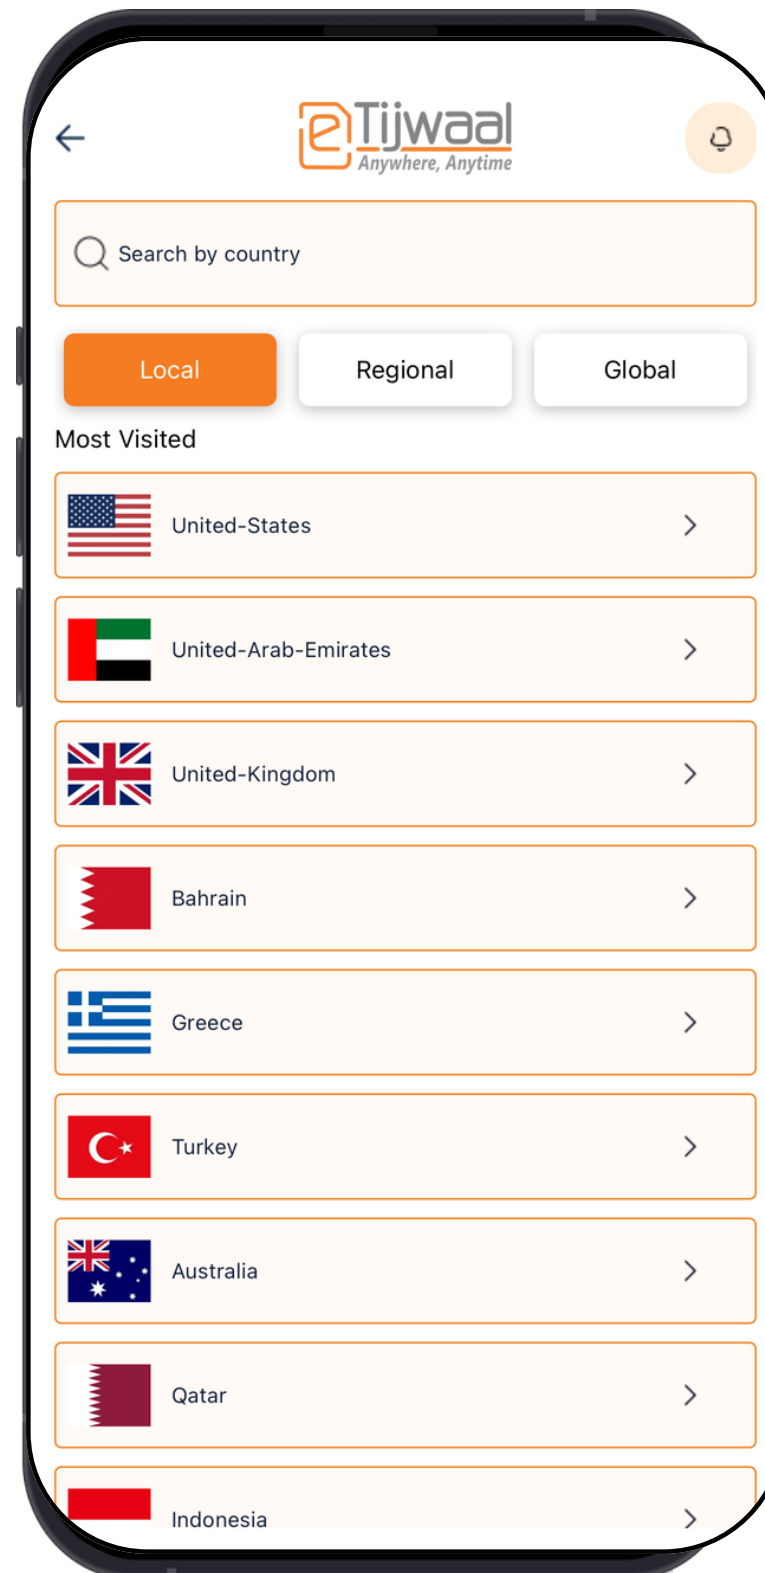 eTijwaal
Anywhere, Anytime
Search by country
Local
Regional
Global
Most Visited
United-States
United-Arab-Emirates
United-Kingdom
Bahrain
Greece
Turkey
Australia
Qatar
Indonesia